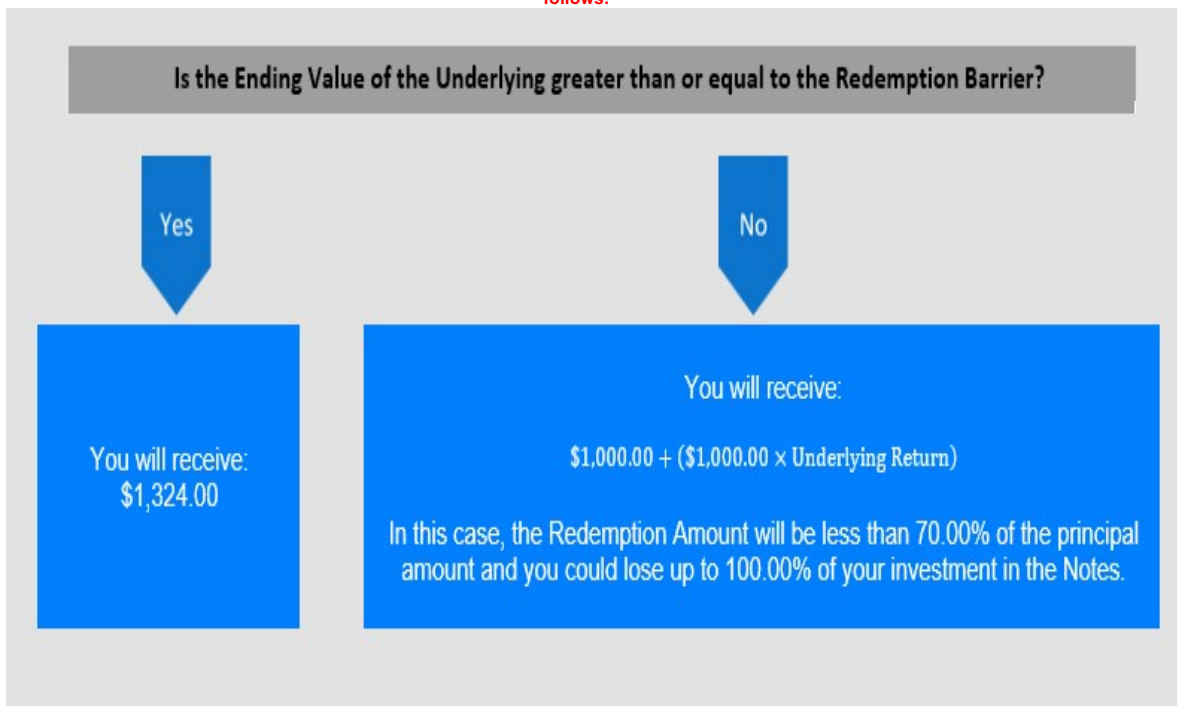 follows:
Is the Ending Value of the Underlying greater than or equal to the Redemption Barrier?
Yes
No
You will receive:
$1,324.00
You will receive:
$1,000.00 + ($1,000.00 × Underlying Return)
In this case, the Redemption Amount will be less than 70.00% of the principal
amount and you could lose up to 100.00% of your investment in the Notes.